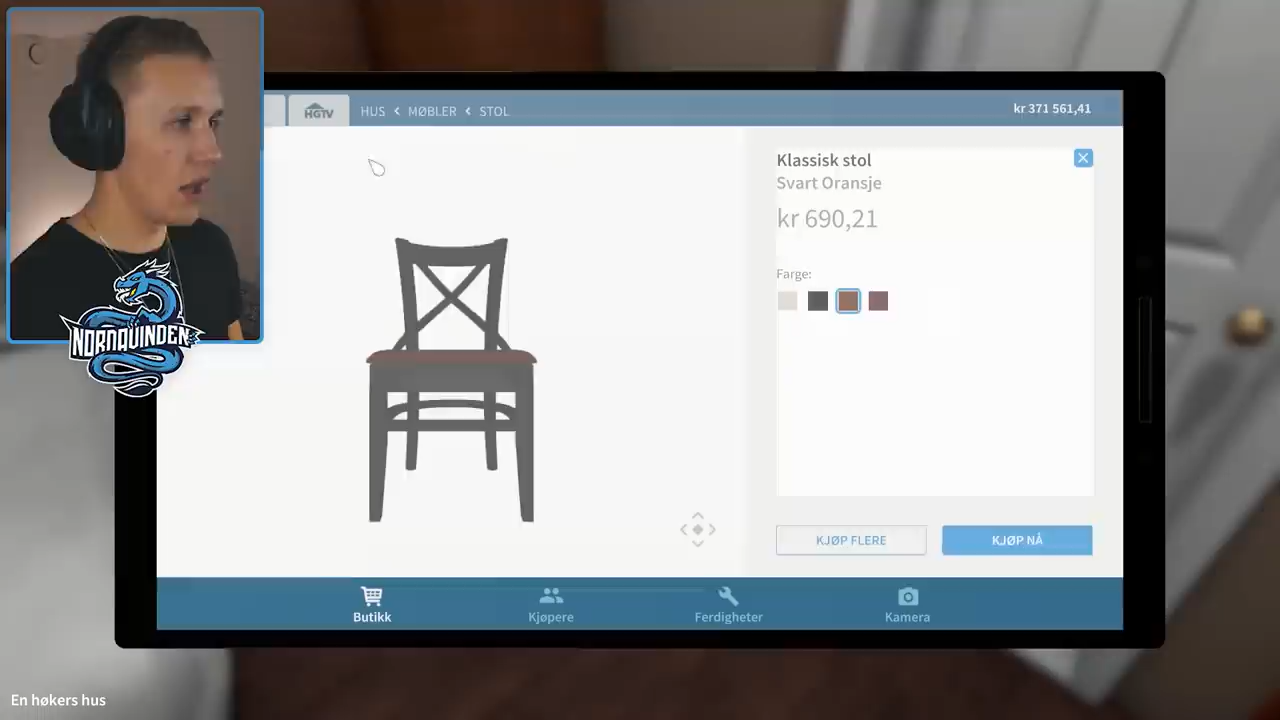 HGTV
HUS < MØBLER < STOL
kr 371 561,41
Klassisk stol
Svart Oransje
kr 690,21
Farge:
KJØP FLERE
KJØP NÅ
Butikk
Kjøpere
Ferdigheter
Kamera
NORNQVINDEN
En høkers hus